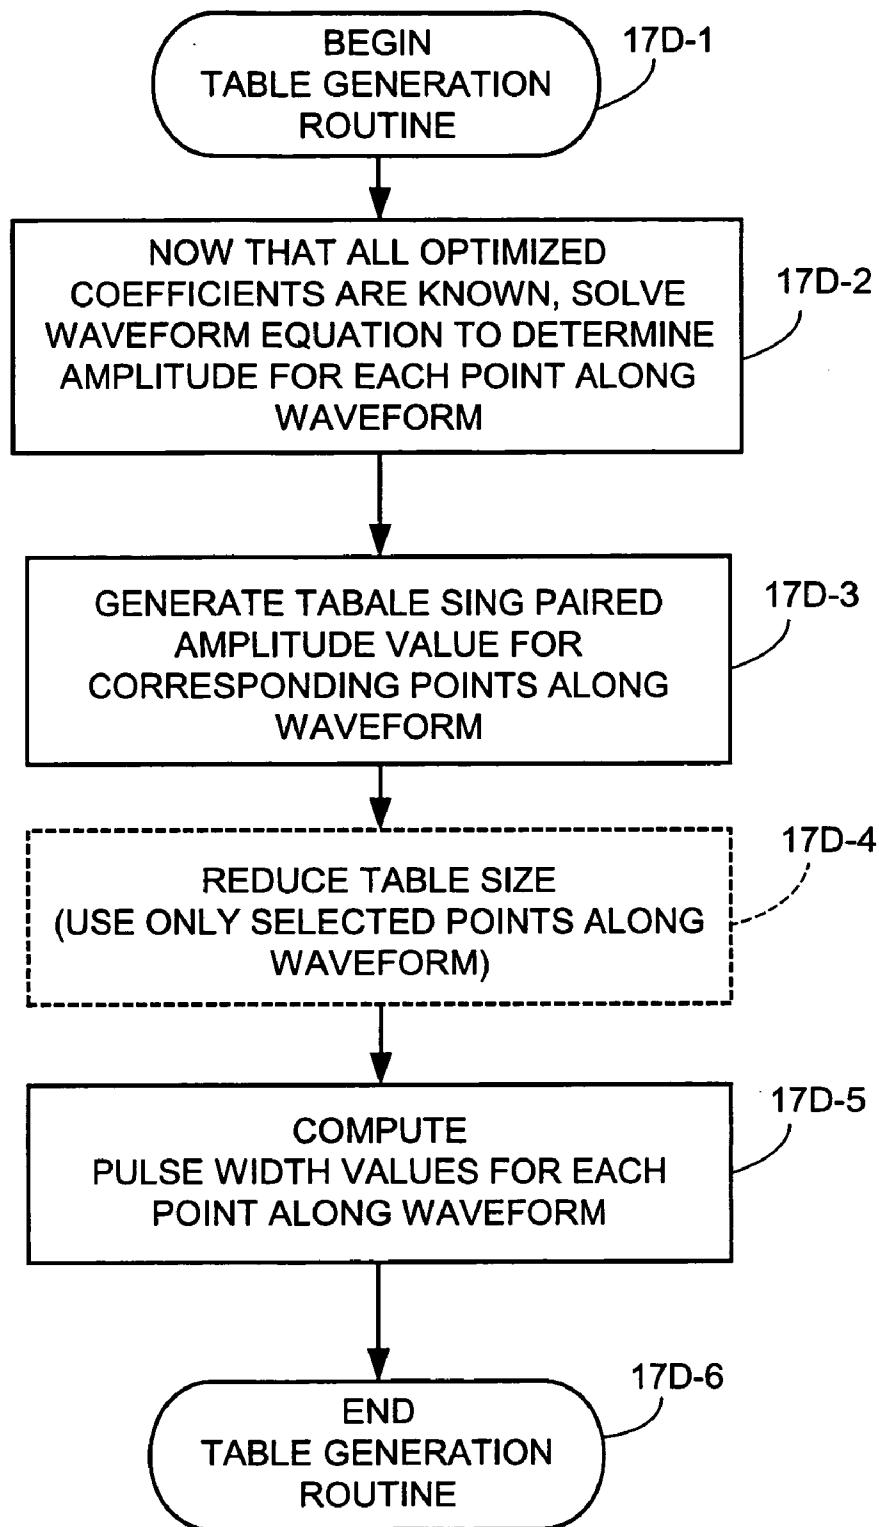 BEGIN
TABLE GENERATION
ROUTINE
17D-1
NOW THAT ALL OPTIMIZED
COEFFICIENTS ARE KNOWN, SOLVE
WAVEFORM EQUATION TO DETERMINE
AMPLITUDE FOR EACH POINT ALONG
WAVEFORM
17D-2
GENERATE TABALE SING PAIRED
AMPLITUDE VALUE FOR
CORRESPONDING POINTS ALONG
WAVEFORM
17D-3
REDUCE TABLE SIZE
(USE ONLY SELECTED POINTS ALONG
WAVEFORM)
17D-4
COMPUTE
PULSE WIDTH VALUES FOR EACH
POINT ALONG WAVEFORM
17D-5
END
TABLE GENERATION
ROUTINE
17D-6